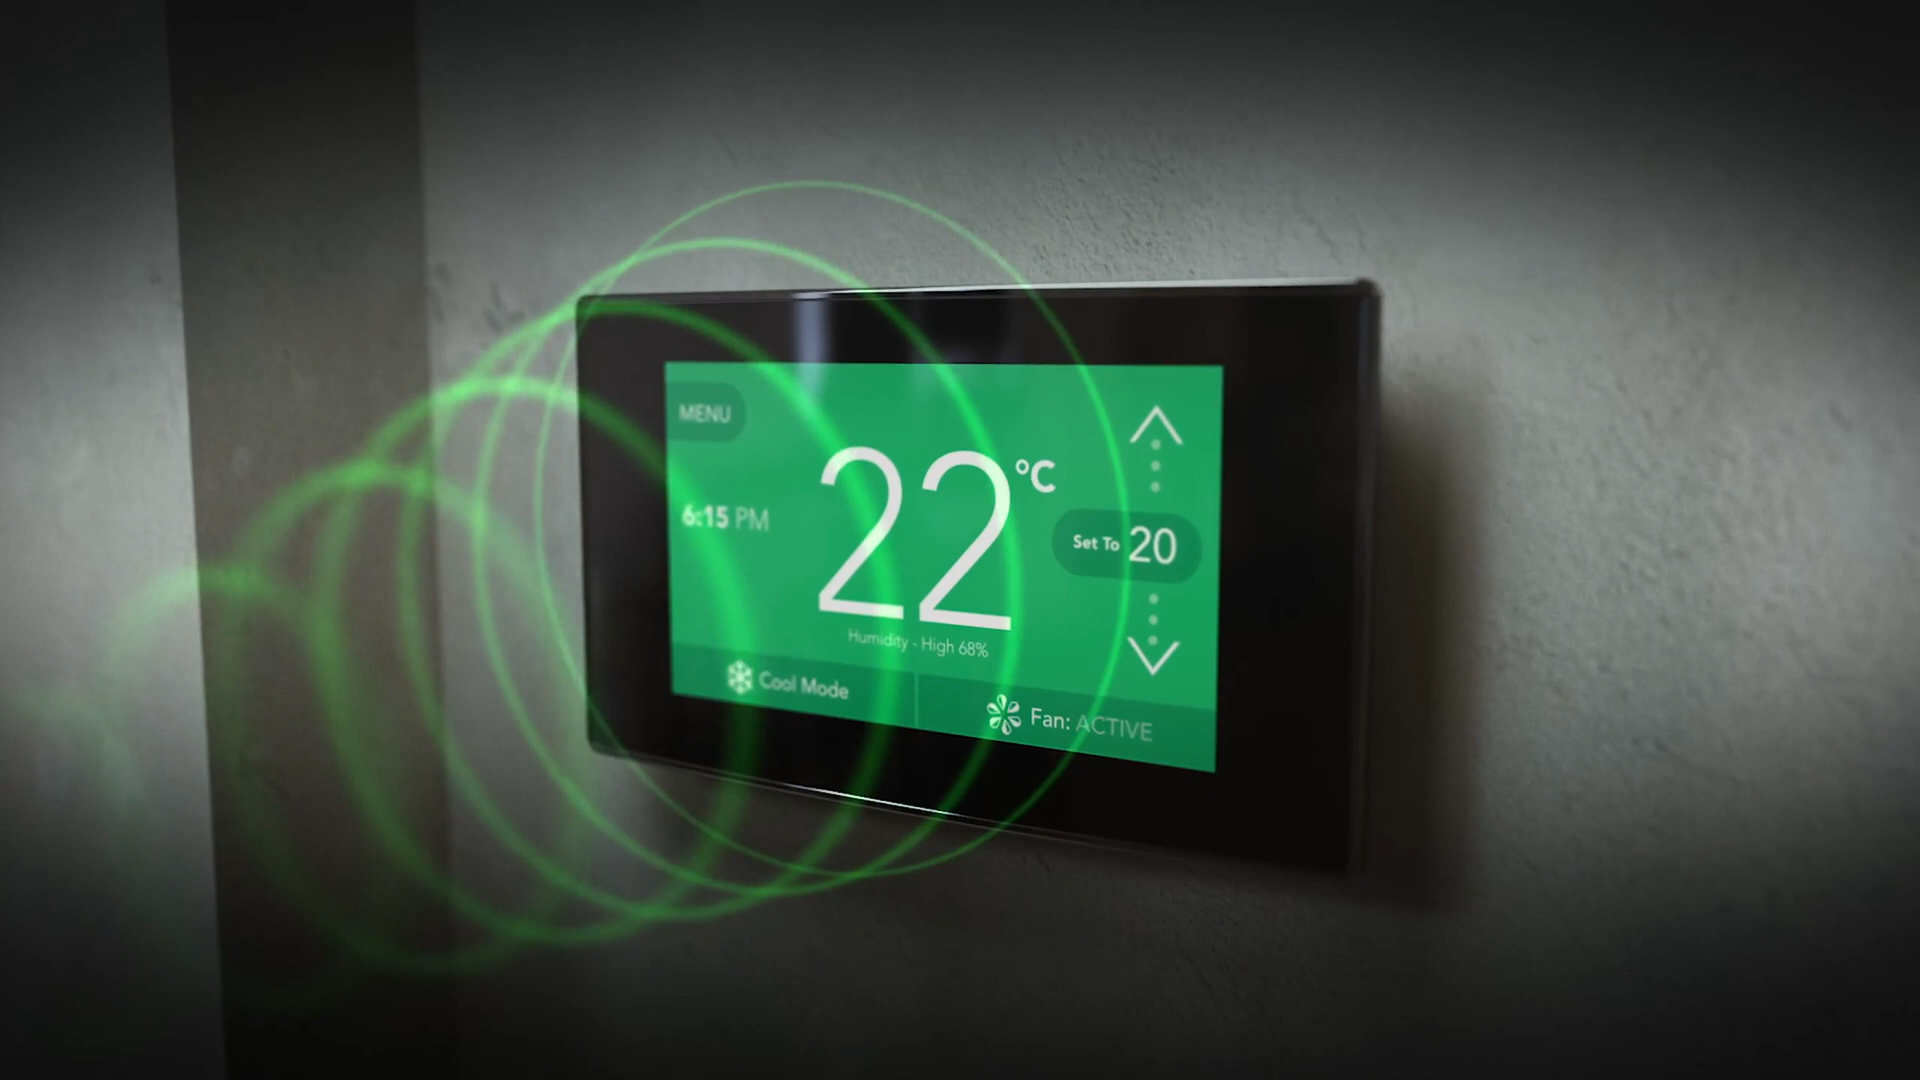 MENU
6:15 PM
22°C
Set To 20
Humidity - High 68%
Cool Mode
Fan: ACTIVE